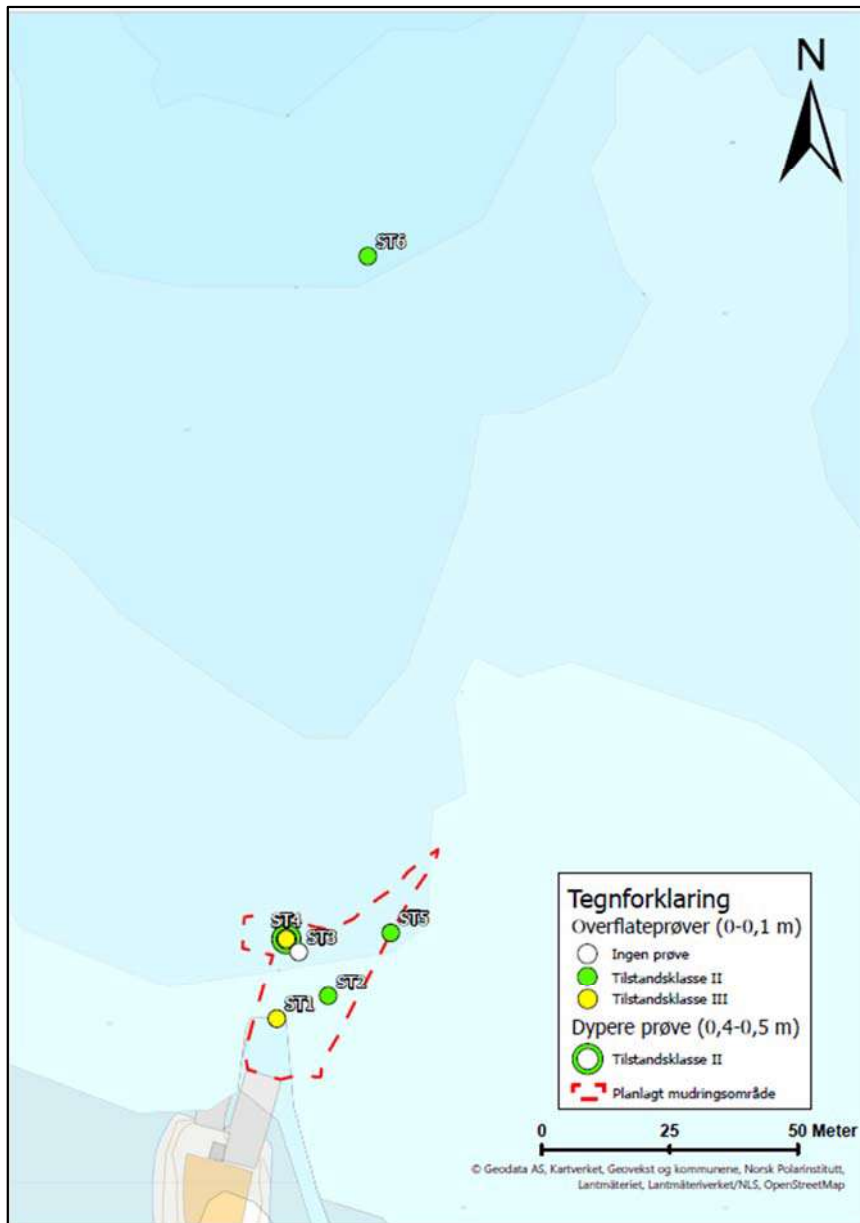 N
ST6
ST4
ST3
ST5
ST2
ST1
Tegnforklaring
Overflateprøver (0-0,1 m)
Ingen prøve
Tilstandsklasse II
Tilstandsklasse III
Dypere prøve (0,4-0,5 m)
Tilstandsklasse II
Planlagt mudringsområde
0 25 50 Meter
© Geodata AS, Kartverket, Geovekst og kommunene, Norsk Polarinstitutt,
Lantmäteriet, Lantmäteriverket/NLS, OpenStreetMap